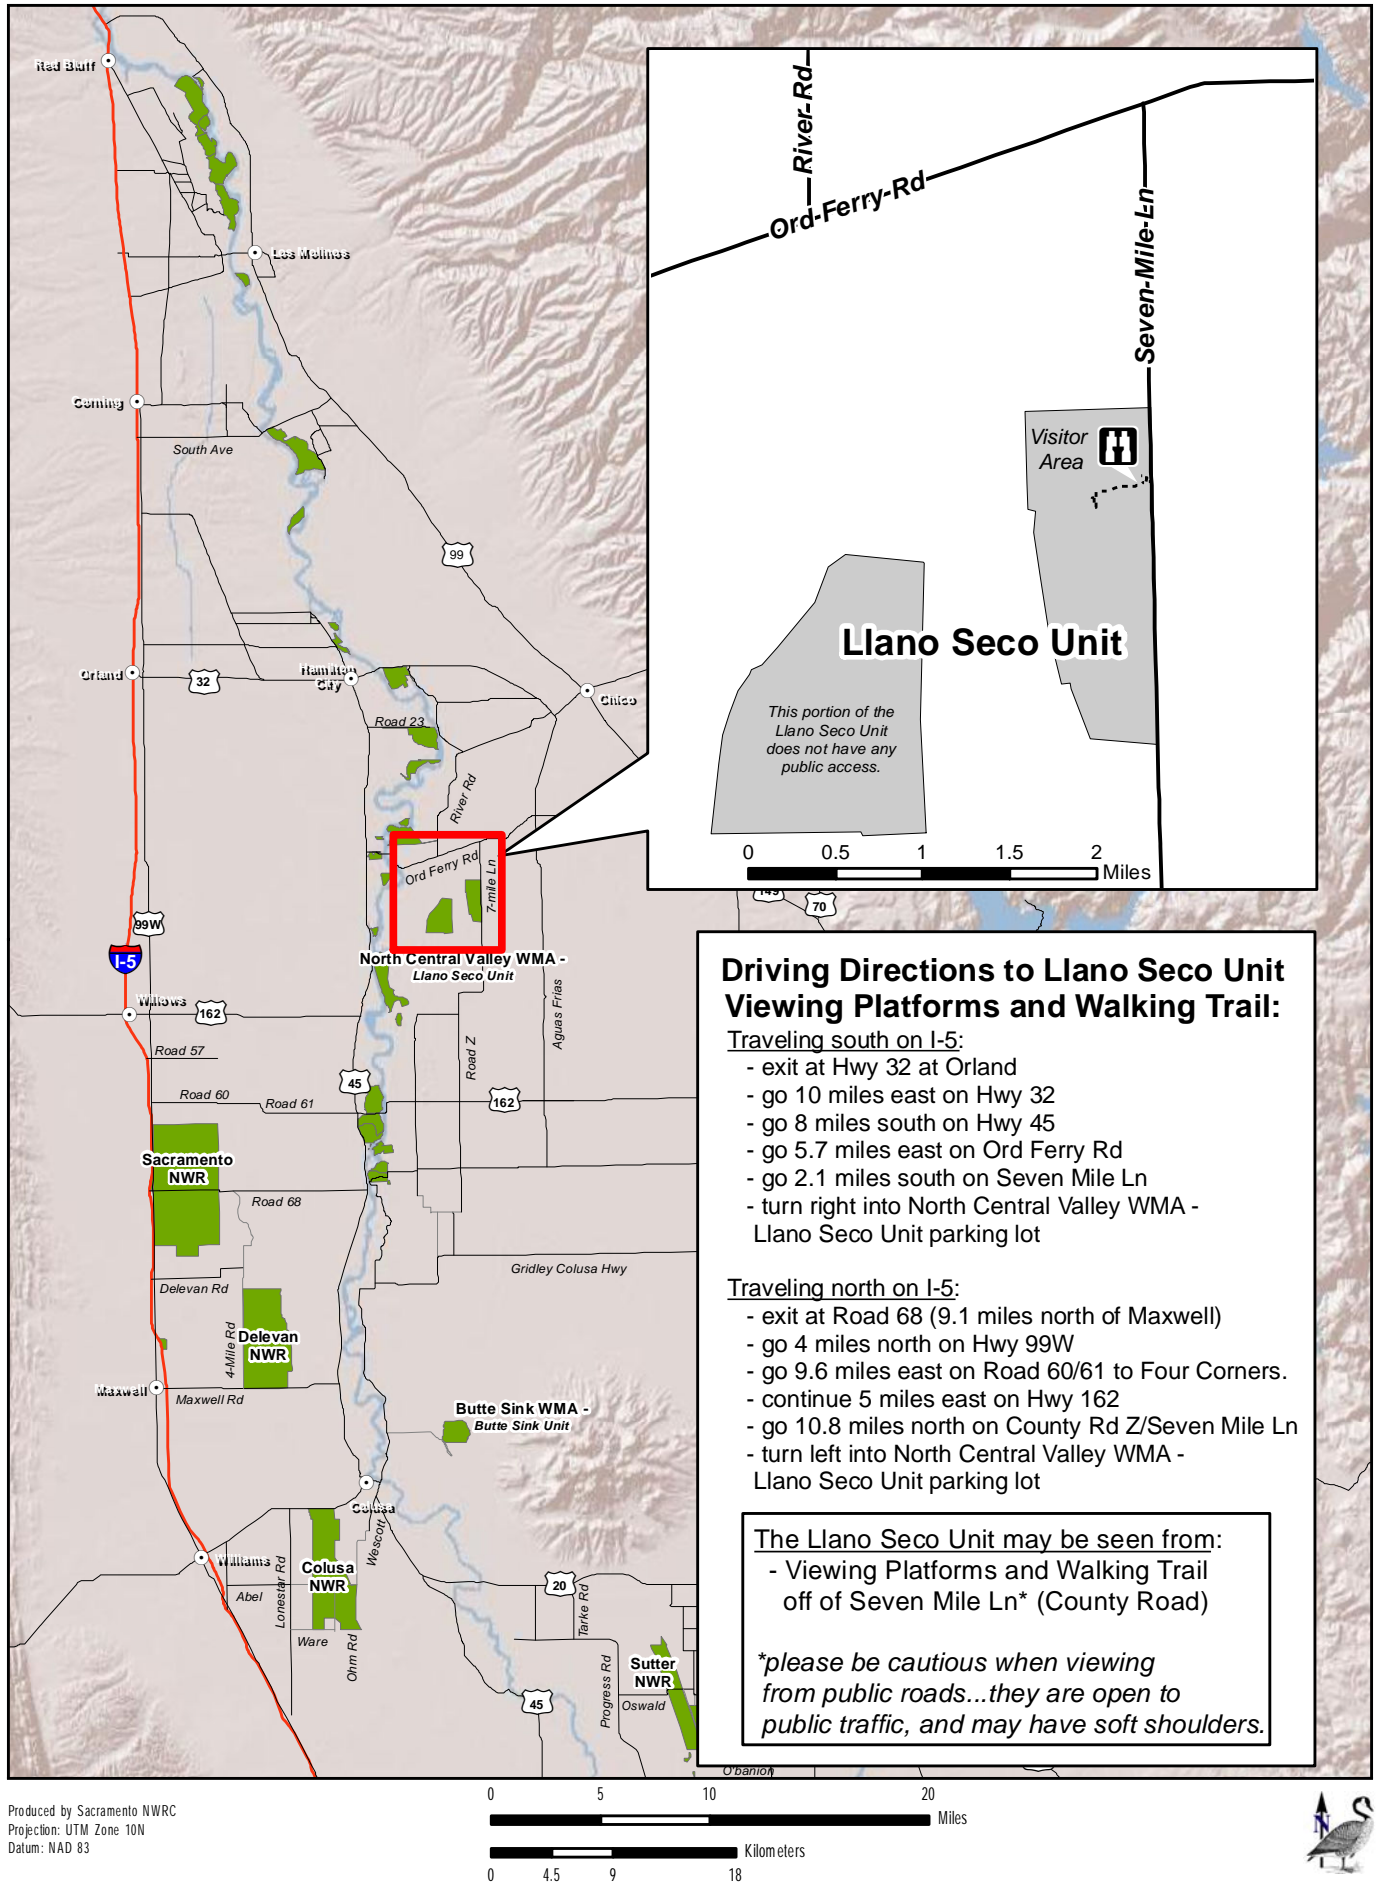 Red Bluff
Los Molinos
Corning
South Ave
99
Orland
32
Hamilton
City
Chico
Road 23
River Rd
Ord Ferry Rd
7-mile Ln
99W
I-5
North Central Valley WMA -
Llano Seco Unit
Willows
162
Aguas Frias
Road Z
Road 57
45
Road 60
Road 61
162
Sacramento
NWR
Road 68
Gridley Colusa Hwy
Delevan Rd
4-Mile Rd
Delevan
NWR
Maxwell
Maxwell Rd
Butte Sink WMA -
Butte Sink Unit
Colusa
Wescott
Williams
Lonestar Rd
Colusa
NWR
Abel
Ware
Ohm Rd
20
Tarke Rd
Progress Rd
Sutter
NWR
Oswald
45
O'banion
149
70
River-Rd
Ord-Ferry-Rd
Seven-Mile-Ln
Visitor
Area
Llano Seco Unit
This portion of the
Llano Seco Unit
does not have any
public access.
0 0.5 1 1.5 2
Miles
Driving Directions to Llano Seco Unit
Viewing Platforms and Walking Trail:
Traveling south on I-5:
- exit at Hwy 32 at Orland
- go 10 miles east on Hwy 32
- go 8 miles south on Hwy 45
- go 5.7 miles east on Ord Ferry Rd
- go 2.1 miles south on Seven Mile Ln
- turn right into North Central Valley WMA -
Llano Seco Unit parking lot
Traveling north on I-5:
- exit at Road 68 (9.1 miles north of Maxwell)
- go 4 miles north on Hwy 99W
- go 9.6 miles east on Road 60/61 to Four Corners.
- continue 5 miles east on Hwy 162
- go 10.8 miles north on County Rd Z/Seven Mile Ln
- turn left into North Central Valley WMA -
Llano Seco Unit parking lot
The Llano Seco Unit may be seen from:
- Viewing Platforms and Walking Trail
off of Seven Mile Ln* (County Road)
*please be cautious when viewing
from public roads...they are open to
public traffic, and may have soft shoulders.
Produced by Sacramento NWRC
Projection: UTM Zone 10N
Datum: NAD 83
0 5 10 20
Miles
Kilometers
0 4.5 9 18
N